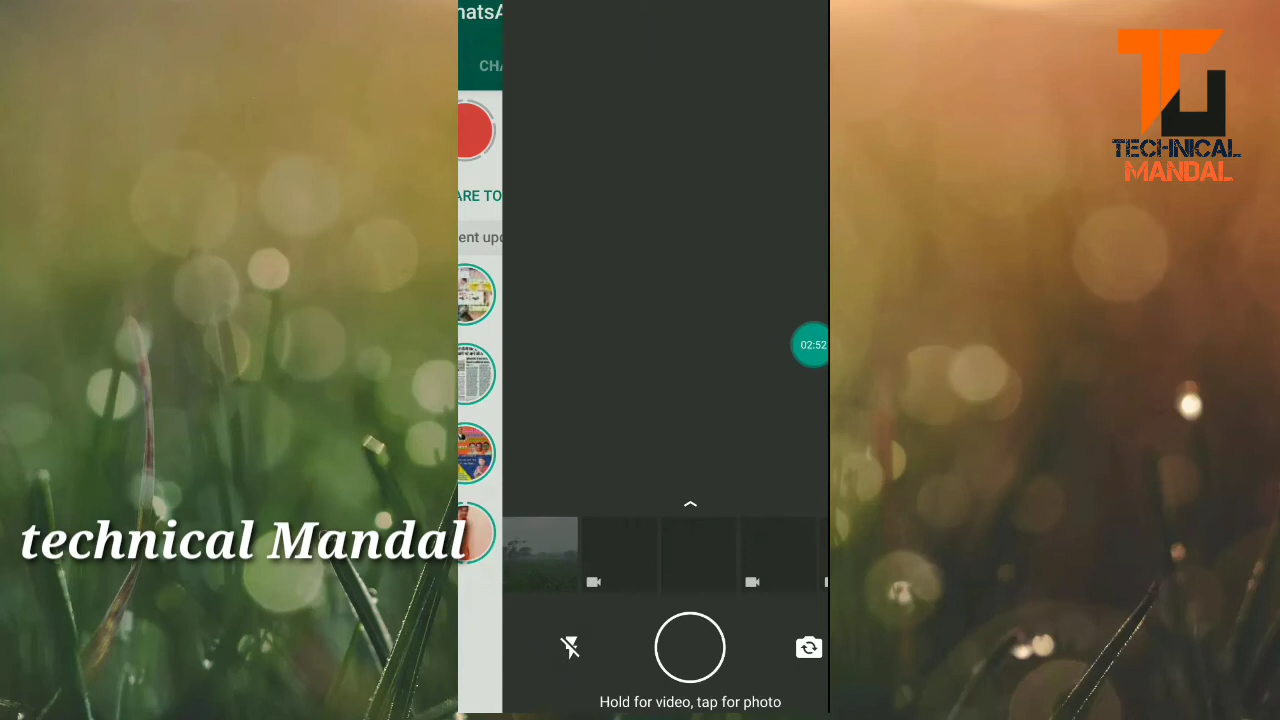 hatsA
CHA
ARE TO
ent upd
02:52
Hold for video, tap for photo
technical Mandal
TECHNICAL
MANDAL